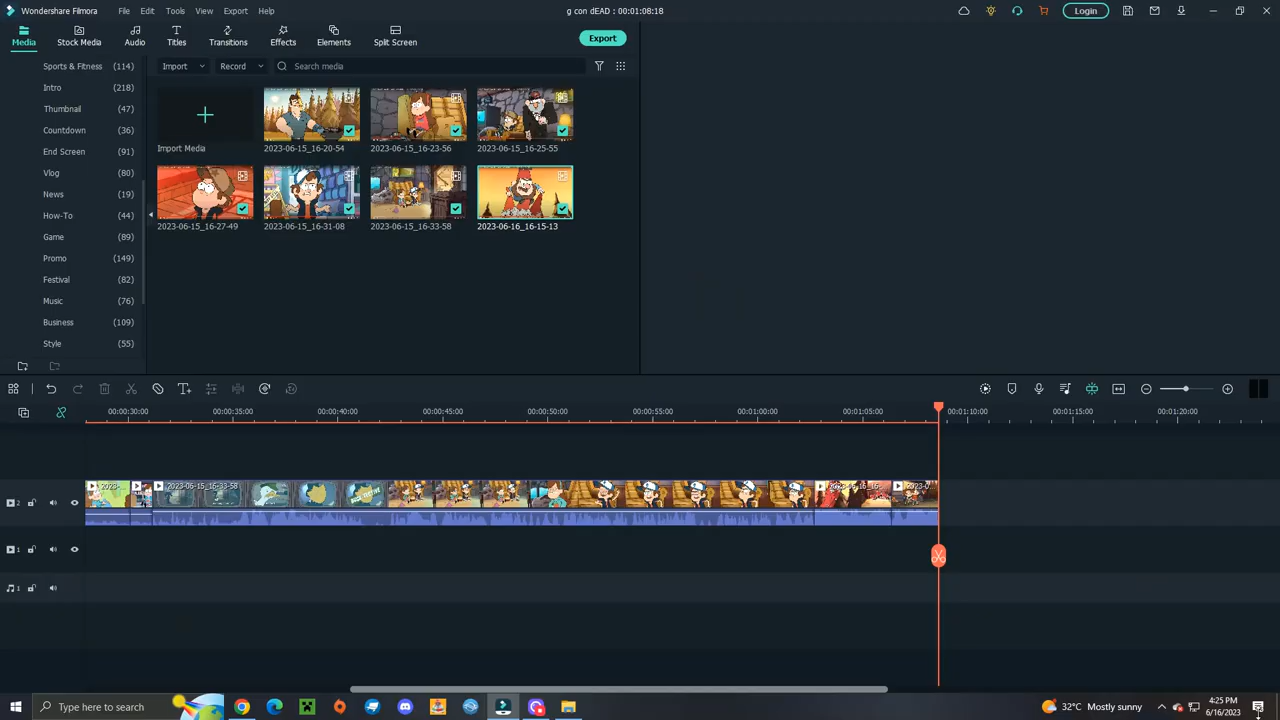 Wondershare Filmora File Edit Tools View Export Help g con dEAD : 00:01:08:18 Login
Media Stock Media Audio Titles Transitions Effects Elements Split Screen Export
Sports & Fitness (114)
Intro (218)
Thumbnail (47)
Countdown (36)
End Screen (91)
Vlog (80)
News (19)
How-To (44)
Game (89)
Promo (149)
Festival (82)
Music (76)
Business (109)
Style (55)
Import Record Search media
Import Media 2023-06-15_16-20-54 2023-06-15_16-23-56 2023-06-15_16-25-55
2023-06-15_16-27-49 2023-06-15_16-31-08 2023-06-15_16-33-58 2023-06-16_16-15-13
00:00:30:00 00:00:35:00 00:00:40:00 00:00:45:00 00:00:50:00 00:00:55:00 00:01:00:00 00:01:05:00 00:01:10:00 00:01:15:00 00:01:20:00
2023- 2023-06-15_16-33-58
2
1
1
Type here to search 32°C Mostly sunny 4:25 PM
6/16/2023